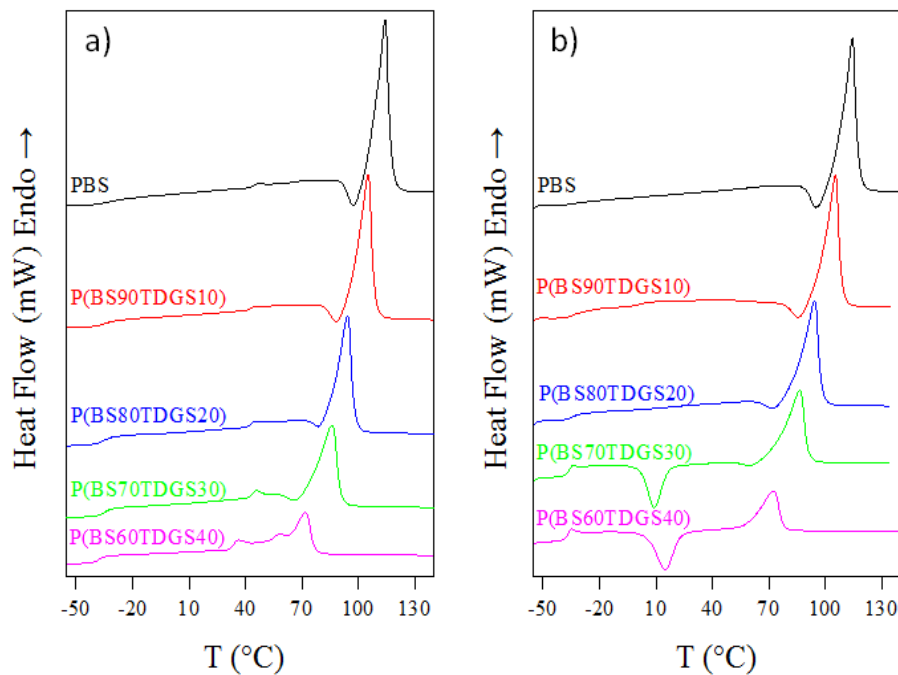 a)
Heat Flow (mW) Endo →
PBS
P(BS90TDGS10)
P(BS80TDGS20)
P(BS70TDGS30)
P(BS60TDGS40)
-50 -20 10 40 70 100 130
T (°C)
b)
Heat Flow (mW) Endo →
PBS
P(BS90TDGS10)
P(BS80TDGS20)
P(BS70TDGS30)
P(BS60TDGS40)
-50 -20 10 40 70 100 130
T (°C)